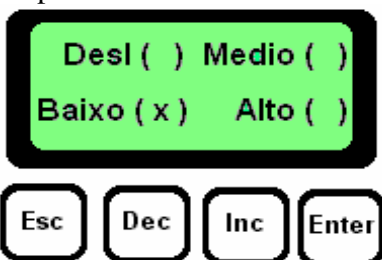 Desl ( ) Medio ( )
Baixo ( x ) Alto ( )
Esc Dec Inc Enter